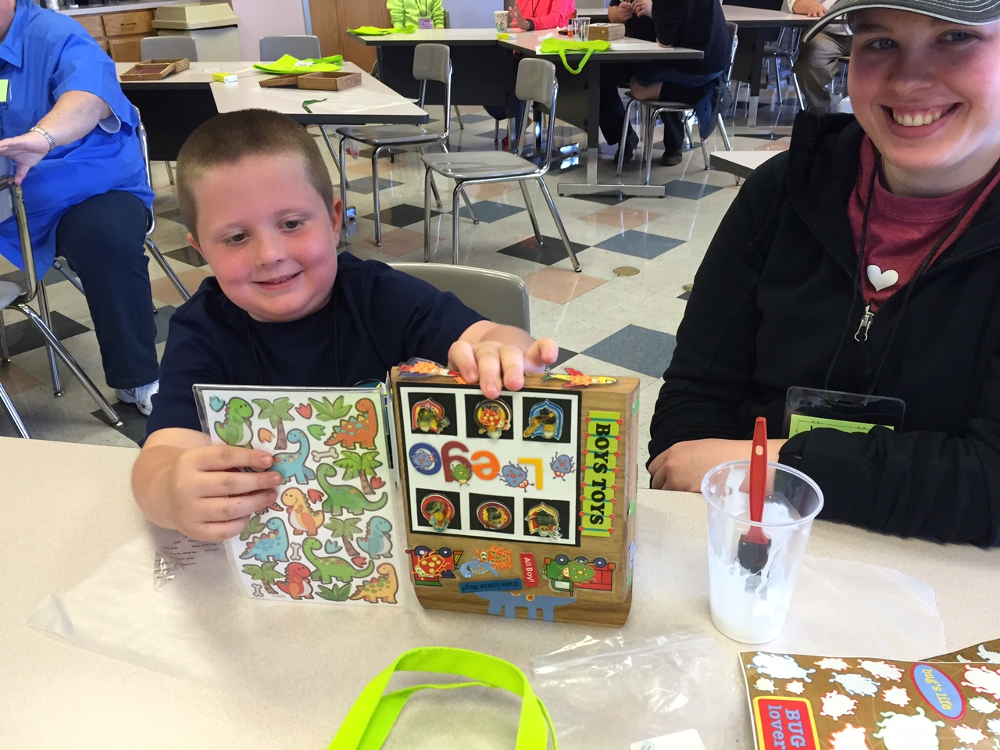 Lego
BOYS TOYS
All Boy!
Cute Little Guy!
bug's life
BUG
lover